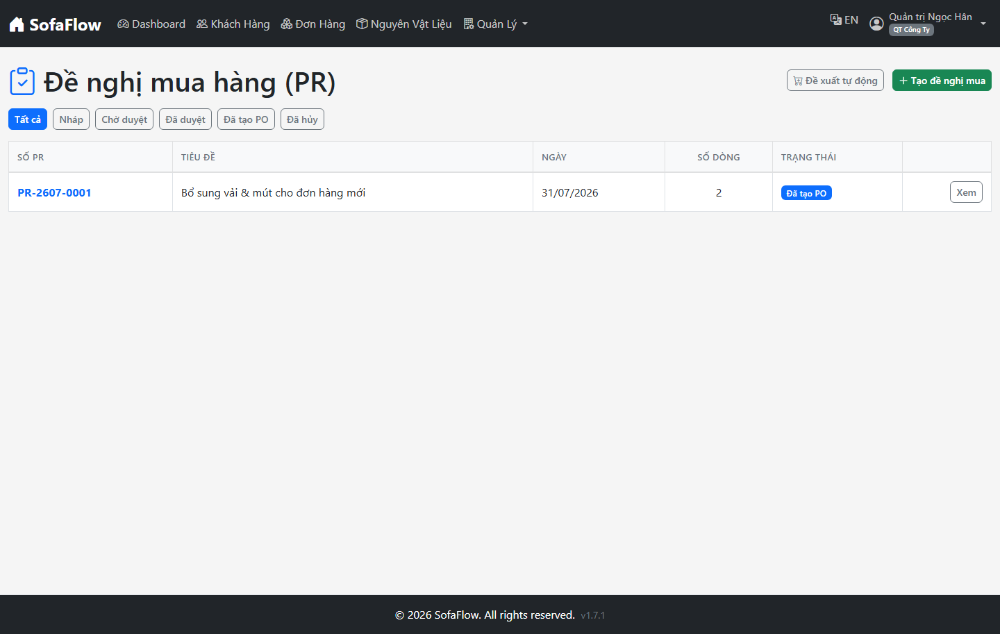 SofaFlow Dashboard Khách Hàng Đơn Hàng Nguyên Vật Liệu Quản Lý EN Quản trị Ngọc Hân
QT Công Ty
Đề nghị mua hàng (PR) Đề xuất tự động + Tạo đề nghị mua
Tất cả Nháp Chờ duyệt Đã duyệt Đã tạo PO Đã hủy
SỐ PR TIÊU ĐỀ NGÀY SỐ DÒNG TRẠNG THÁI
PR-2607-0001 Bổ sung vải & mút cho đơn hàng mới 31/07/2026 2 Đã tạo PO Xem
© 2026 SofaFlow. All rights reserved. v1.7.1